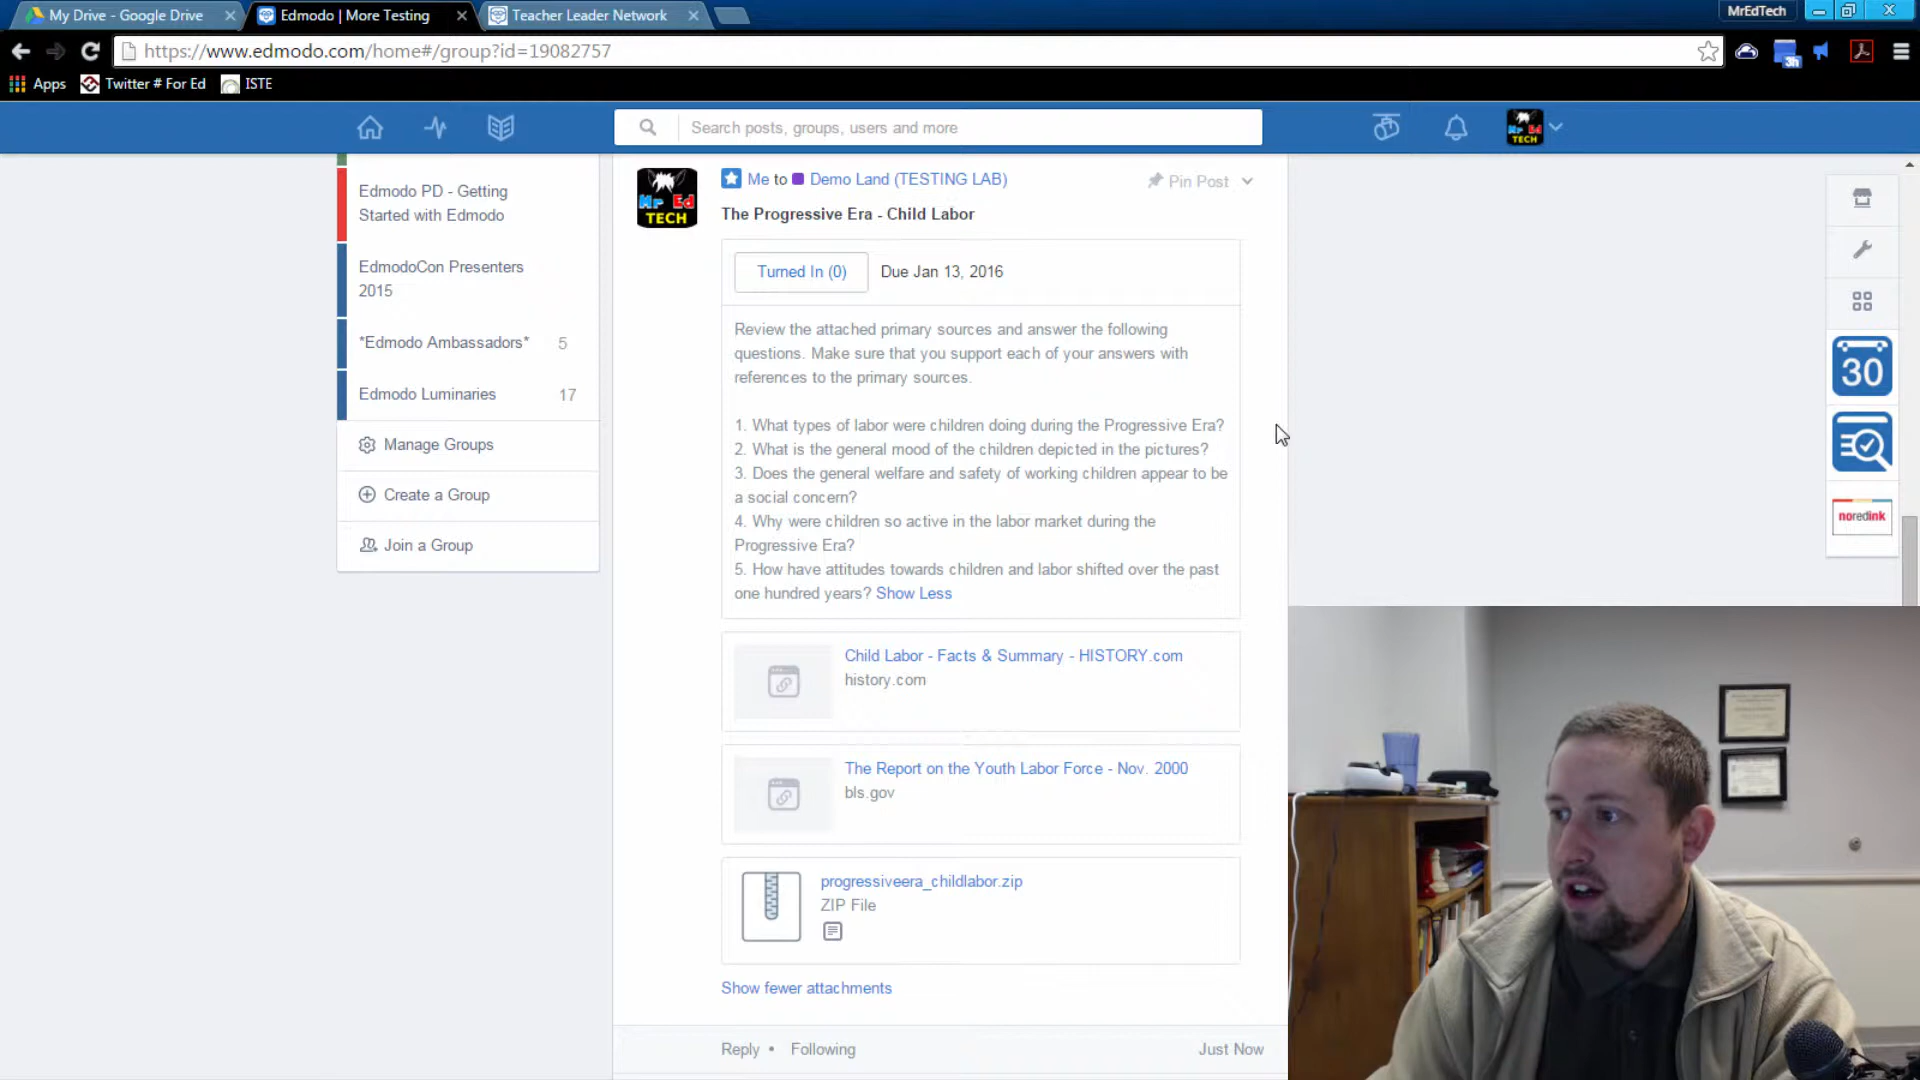 My Drive - Google Drive
Edmodo | More Testing
Teacher Leader Network
MrEdTech
https://www.edmodo.com/home#/group?id=19082757
3h
Apps
Twitter # For Ed
ISTE
Search posts, groups, users and more
Mr Ed
TECH
Edmodo PD - Getting
Started with Edmodo
EdmodoCon Presenters
2015
*Edmodo Ambassadors* 5
Edmodo Luminaries 17
Manage Groups
Create a Group
Join a Group
Mr Ed
TECH
Me to Demo Land (TESTING LAB)
Pin Post
The Progressive Era - Child Labor
Turned In (0) Due Jan 13, 2016
Review the attached primary sources and answer the following
questions. Make sure that you support each of your answers with
references to the primary sources.
1. What types of labor were children doing during the Progressive Era?
2. What is the general mood of the children depicted in the pictures?
3. Does the general welfare and safety of working children appear to be
a social concern?
4. Why were children so active in the labor market during the
Progressive Era?
5. How have attitudes towards children and labor shifted over the past
one hundred years? Show Less
Child Labor - Facts & Summary - HISTORY.com
history.com
The Report on the Youth Labor Force - Nov. 2000
bls.gov
progressiveera_childlabor.zip
ZIP File
Show fewer attachments
Reply • Following
Just Now
30
noredink